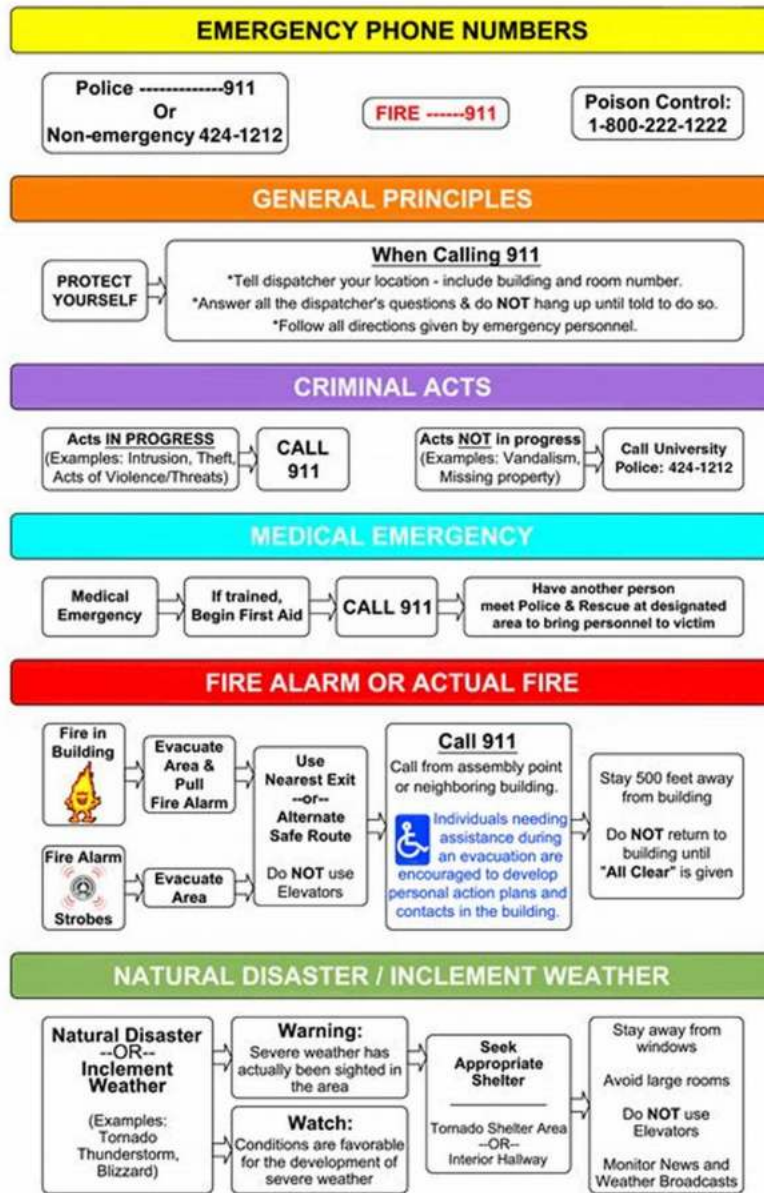 EMERGENCY PHONE NUMBERS
Police -------------911
Or
Non-emergency 424-1212
FIRE ------911
Poison Control:
1-800-222-1222
GENERAL PRINCIPLES
PROTECT
YOURSELF
When Calling 911
*Tell dispatcher your location - include building and room number.
*Answer all the dispatcher's questions & do NOT hang up until told to do so.
*Follow all directions given by emergency personnel.
CRIMINAL ACTS
Acts IN PROGRESS
(Examples: Intrusion, Theft,
Acts of Violence/Threats)
CALL
911
Acts NOT in progress
(Examples: Vandalism,
Missing property)
Call University
Police: 424-1212
MEDICAL EMERGENCY
Medical
Emergency
If trained,
Begin First Aid
CALL 911
Have another person
meet Police & Rescue at designated
area to bring personnel to victim
FIRE ALARM OR ACTUAL FIRE
Fire in
Building
Evacuate
Area &
Pull
Fire Alarm
Fire Alarm
Strobes
Evacuate
Area
Use
Nearest Exit
--or--
Alternate
Safe Route
Do NOT use
Elevators
Call 911
Call from assembly point
or neighboring building.
Individuals needing
assistance during
an evacuation are
encouraged to develop
personal action plans and
contacts in the building.
Stay 500 feet away
from building
Do NOT return to
building until
"All Clear" is given
NATURAL DISASTER / INCLEMENT WEATHER
Natural Disaster
--OR--
Inclement
Weather
(Examples:
Tornado
Thunderstorm,
Blizzard)
Warning:
Severe weather has
actually been sighted in
the area
Watch:
Conditions are favorable
for the development of
severe weather
Seek
Appropriate
Shelter
Tornado Shelter Area
--OR--
Interior Hallway
Stay away from
windows
Avoid large rooms
Do NOT use
Elevators
Monitor News and
Weather Broadcasts